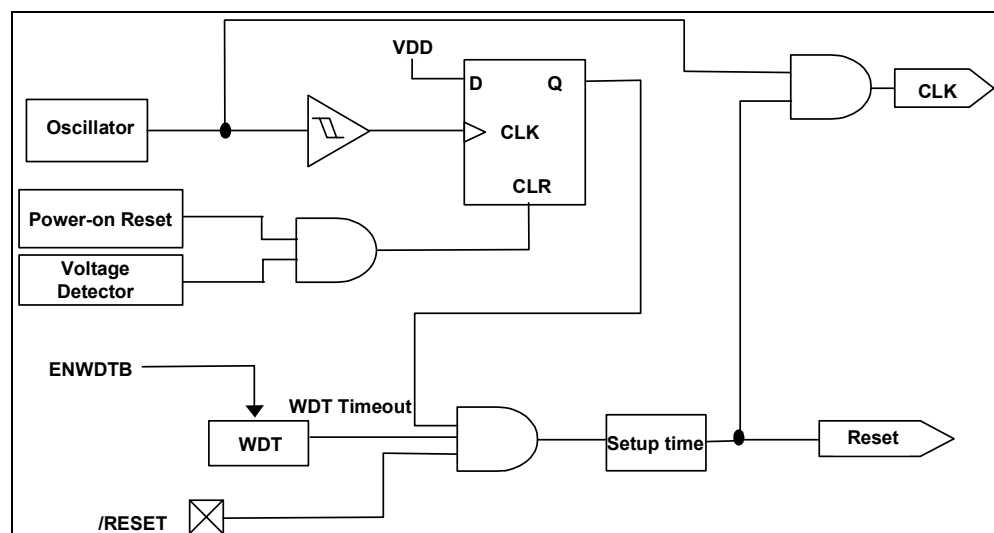 VDD
D
Q
CLK
Oscillator
CLK
CLR
Power-on Reset
Voltage
Detector
ENWDTB
WDT Timeout
WDT
Setup time
Reset
/RESET